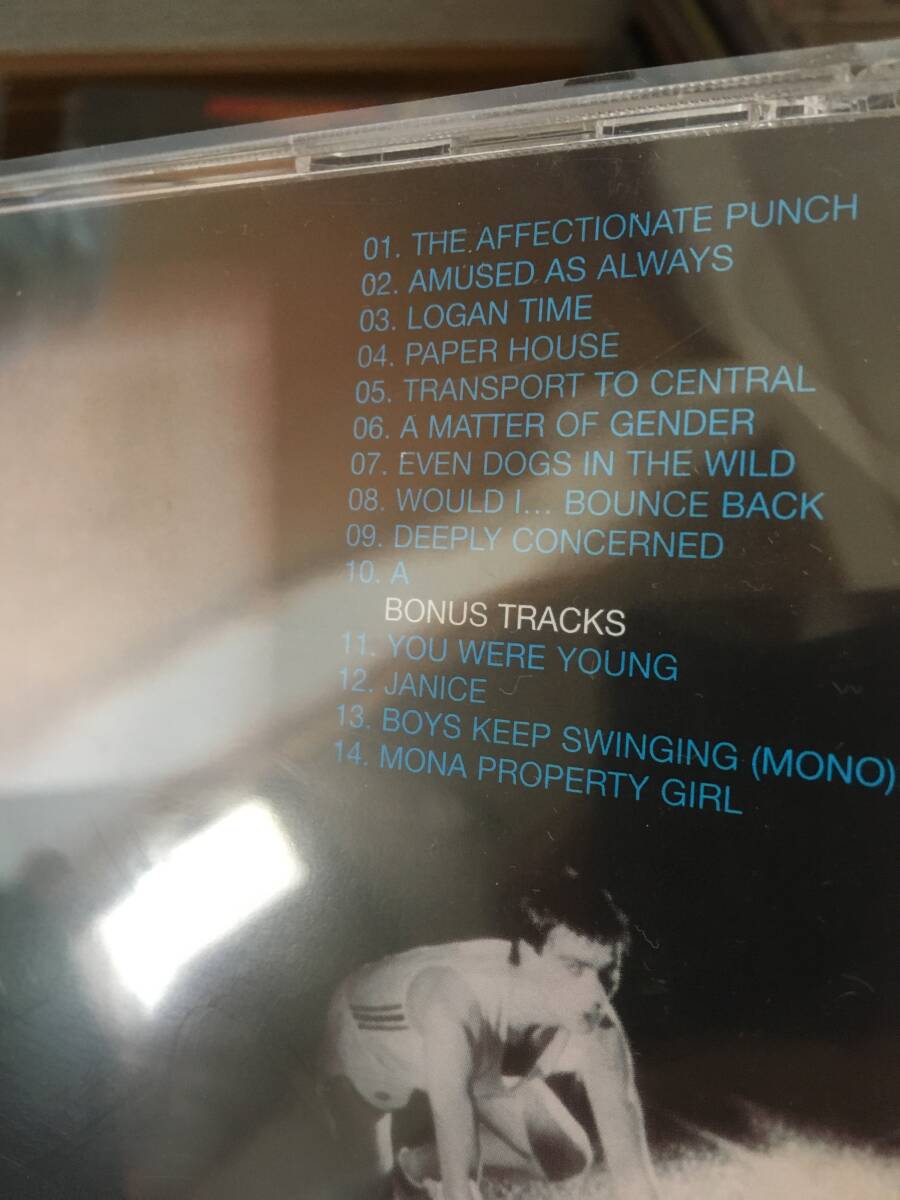 01. THE AFFECTIONATE PUNCH
02. AMUSED AS ALWAYS
03. LOGAN TIME
04. PAPER HOUSE
05. TRANSPORT TO CENTRAL
06. A MATTER OF GENDER
07. EVEN DOGS IN THE WILD
08. WOULD I... BOUNCE BACK
09. DEEPLY CONCERNED
10. A
BONUS TRACKS
11. YOU WERE YOUNG
12. JANICE
13. BOYS KEEP SWINGING (MONO)
14. MONA PROPERTY GIRL